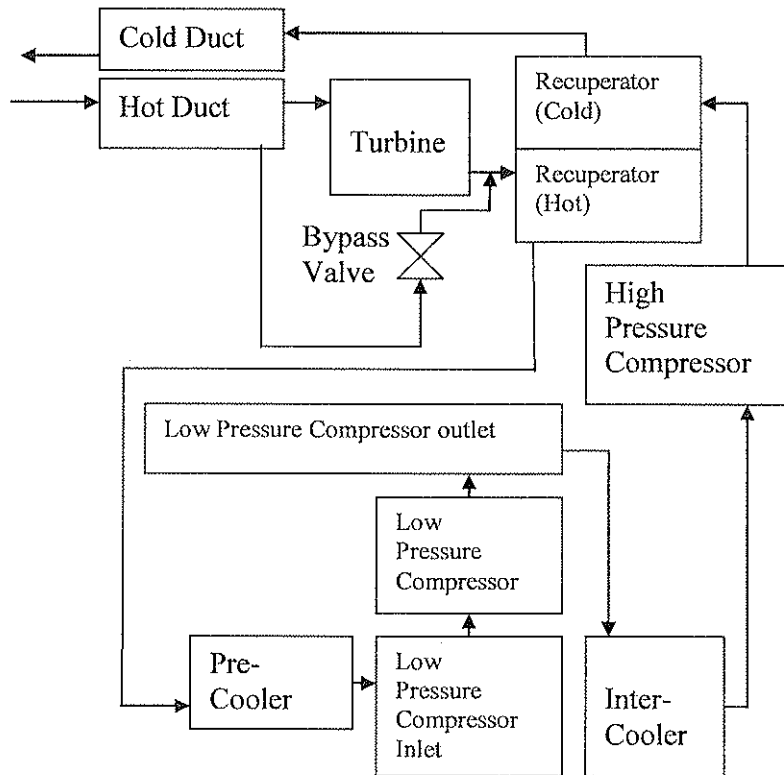 Cold Duct
Hot Duct
Turbine
Recuperator
(Cold)
Recuperator
(Hot)
Bypass
Valve
High
Pressure
Compressor
Low Pressure Compressor outlet
Low
Pressure
Compressor
Pre-
Cooler
Low
Pressure
Compressor
Inlet
Inter-
Cooler